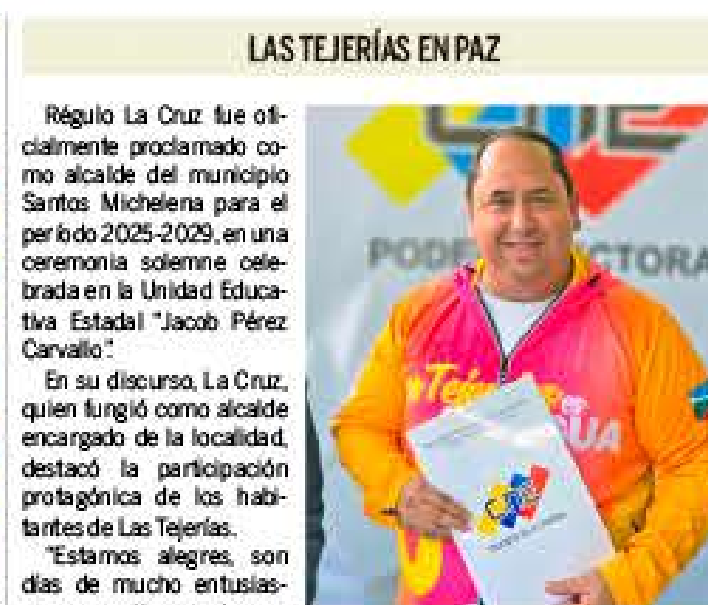 LAS TEJERÍAS EN PAZ
Régulo La Cruz fue ofi-
cialmente proclamado co-
mo alcalde del municipio
Santos Michelena para el
período 2025-2029, en una
ceremonia solemne cele-
brada en la Unidad Educa-
tiva Estadal "Jacob Pérez
Carvallo".
En su discurso, La Cruz,
quien fungió como alcalde
encargado de la localidad,
destacó la participación
protagónica de los habi-
tantes de Las Tejerías.
"Estamos alegres, son
días de mucho entusias-
CNE